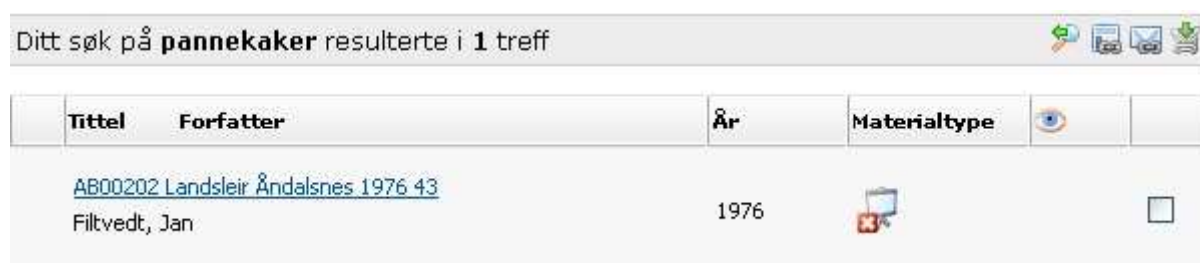 Ditt søk på pannekaker resulterte i 1 treff
Tittel Forfatter År Materialtype
AB00202 Landsleir Åndalsnes 1976 43
Filtvedt, Jan 1976